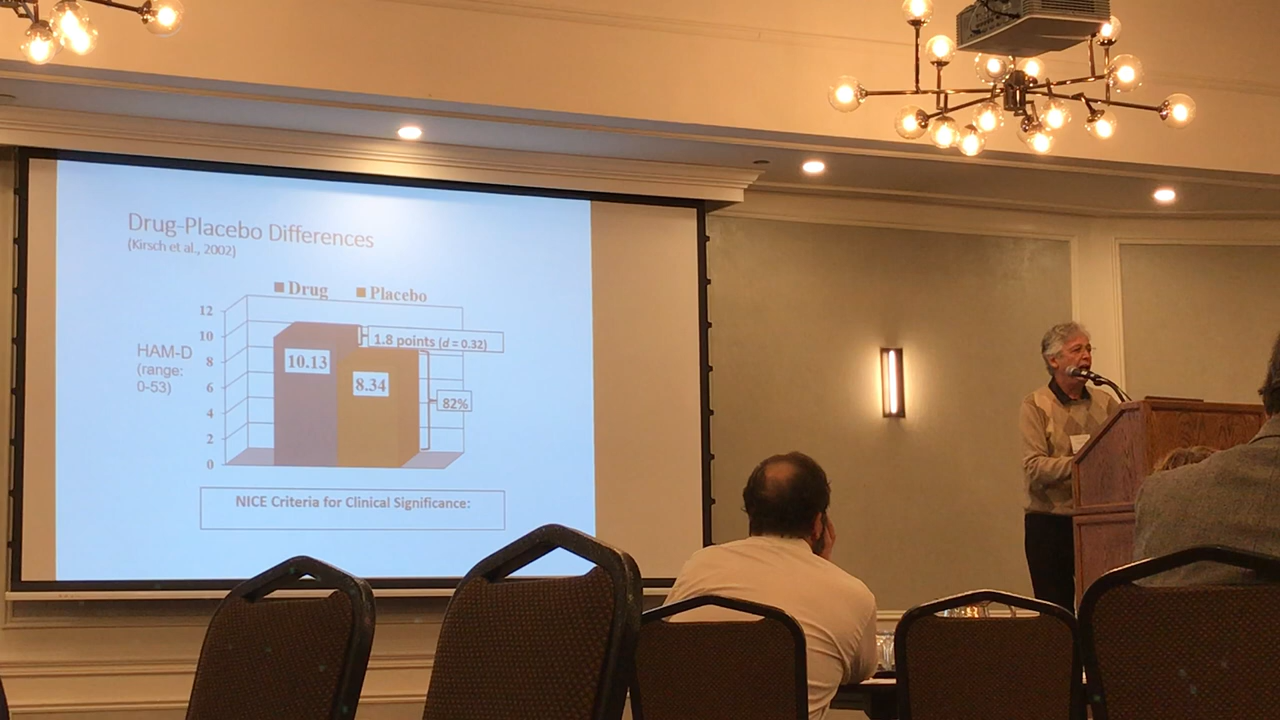 Drug-Placebo Differences
(Kirsch et al., 2002)
Drug Placebo
12
10
8
6
4
2
0
HAM-D
(range:
0-53)
1.8 points (d = 0.32)
10.13
8.34
82%
NICE Criteria for Clinical Significance: